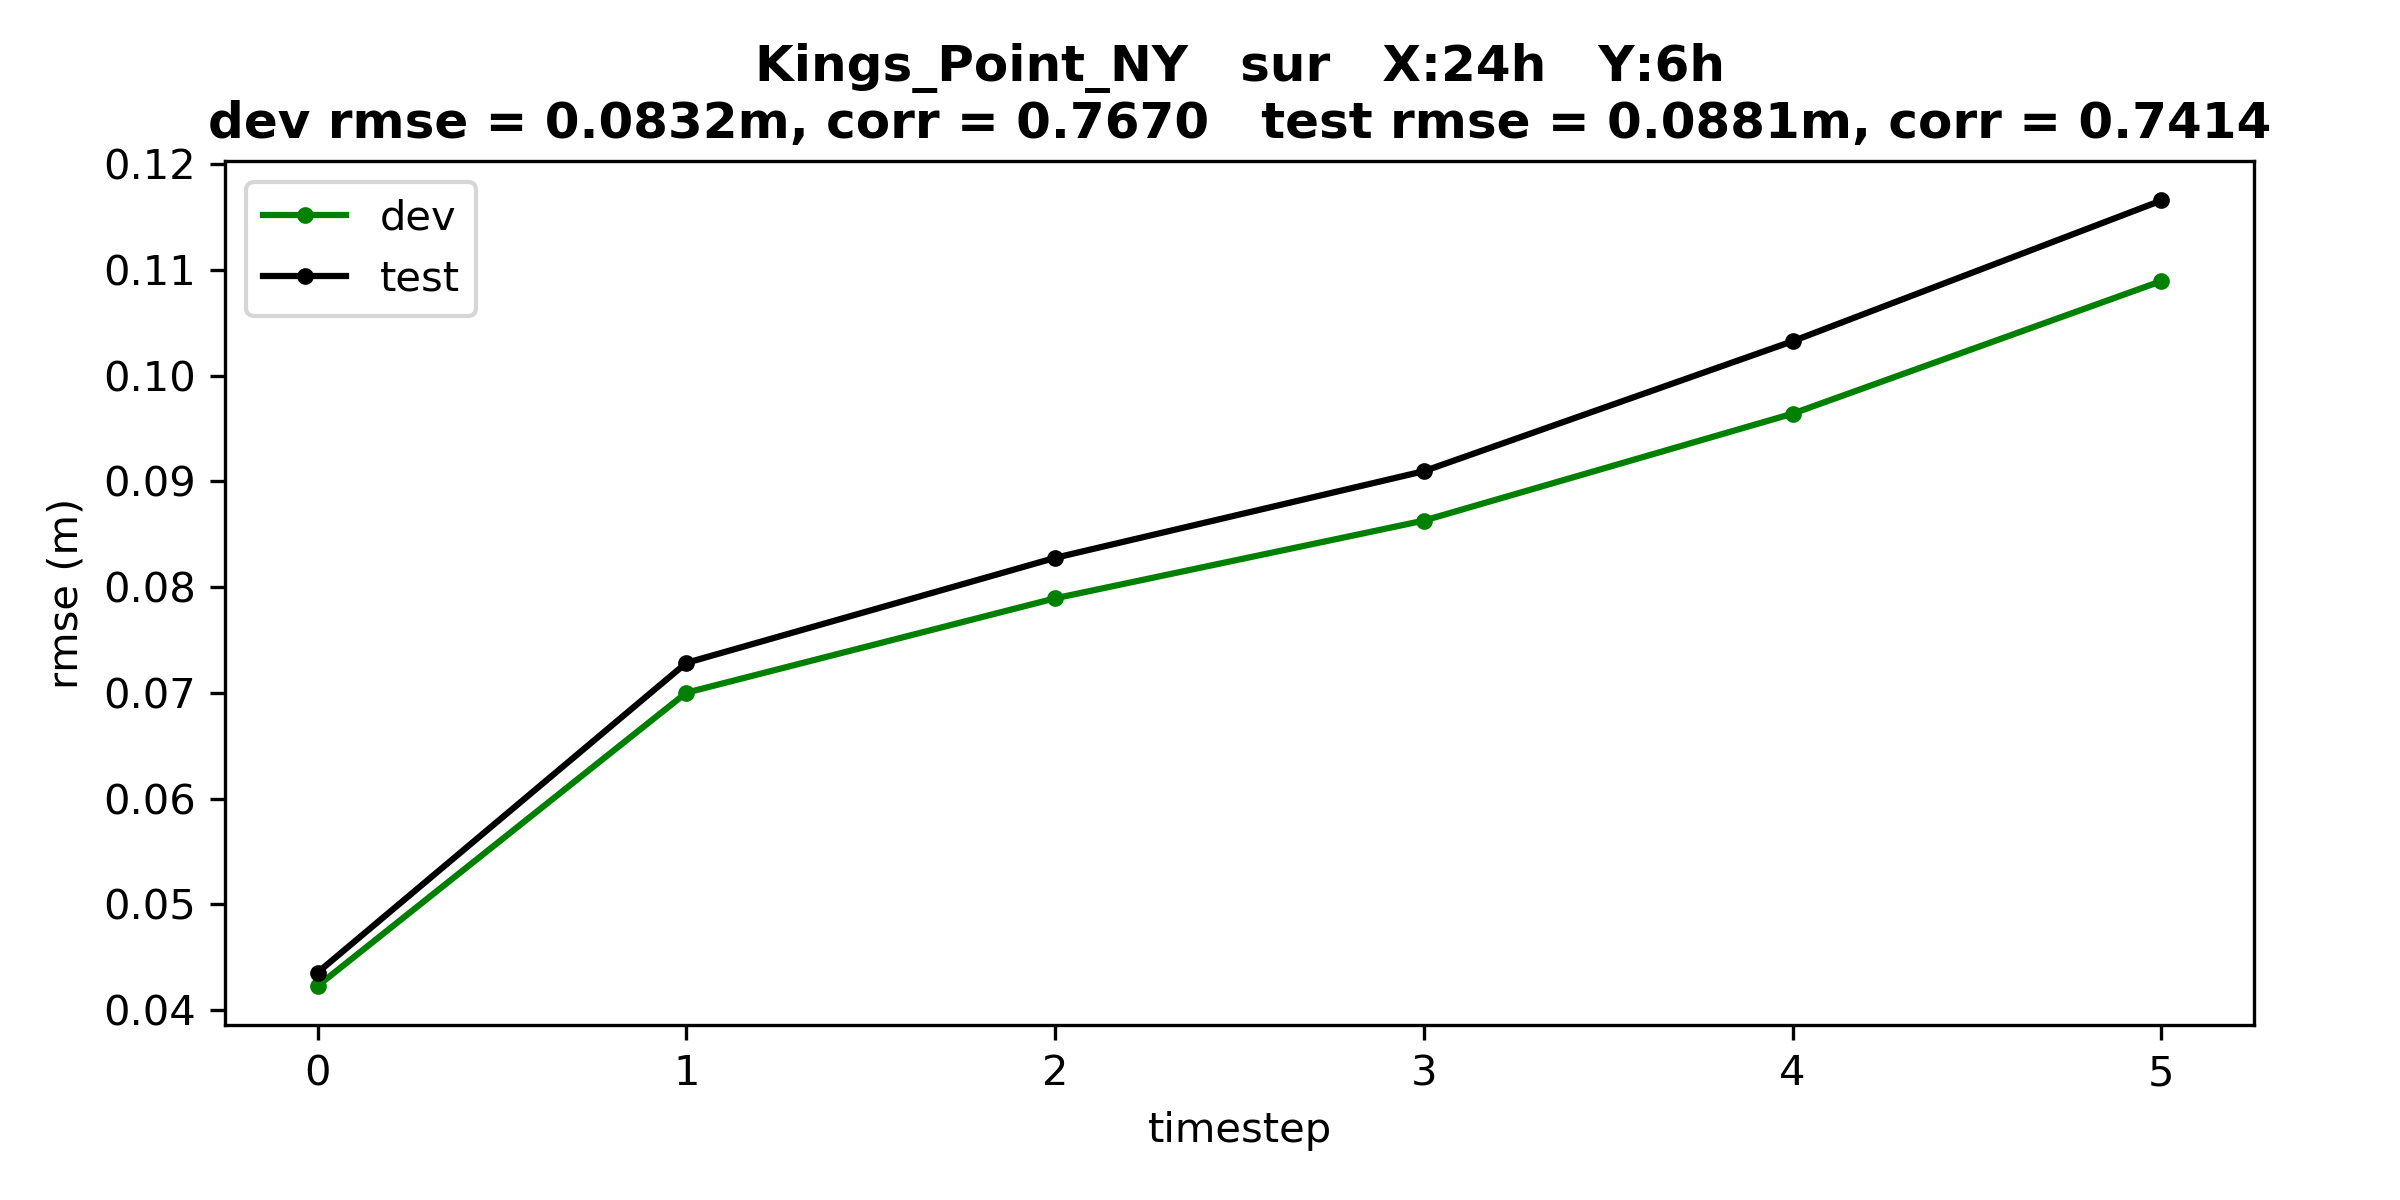 Kings_Point_NY   sur   X:24h   Y:6h
dev rmse = 0.0832m, corr = 0.7670   test rmse = 0.0881m, corr = 0.7414
dev
test
rmse (m)
0.12
0.11
0.10
0.09
0.08
0.07
0.06
0.05
0.04
0 1 2 3 4 5
timestep